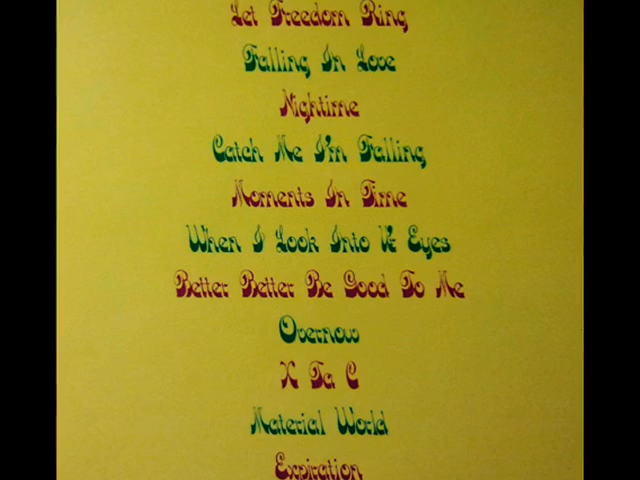 Let Freedom Ring
Falling In Love
Nightime
Catch Me I'm Falling
Moments In Time
When I Look Into Eyes
Better Better Be Good To Me
Overnow
X Ta C
Material World
Expiration